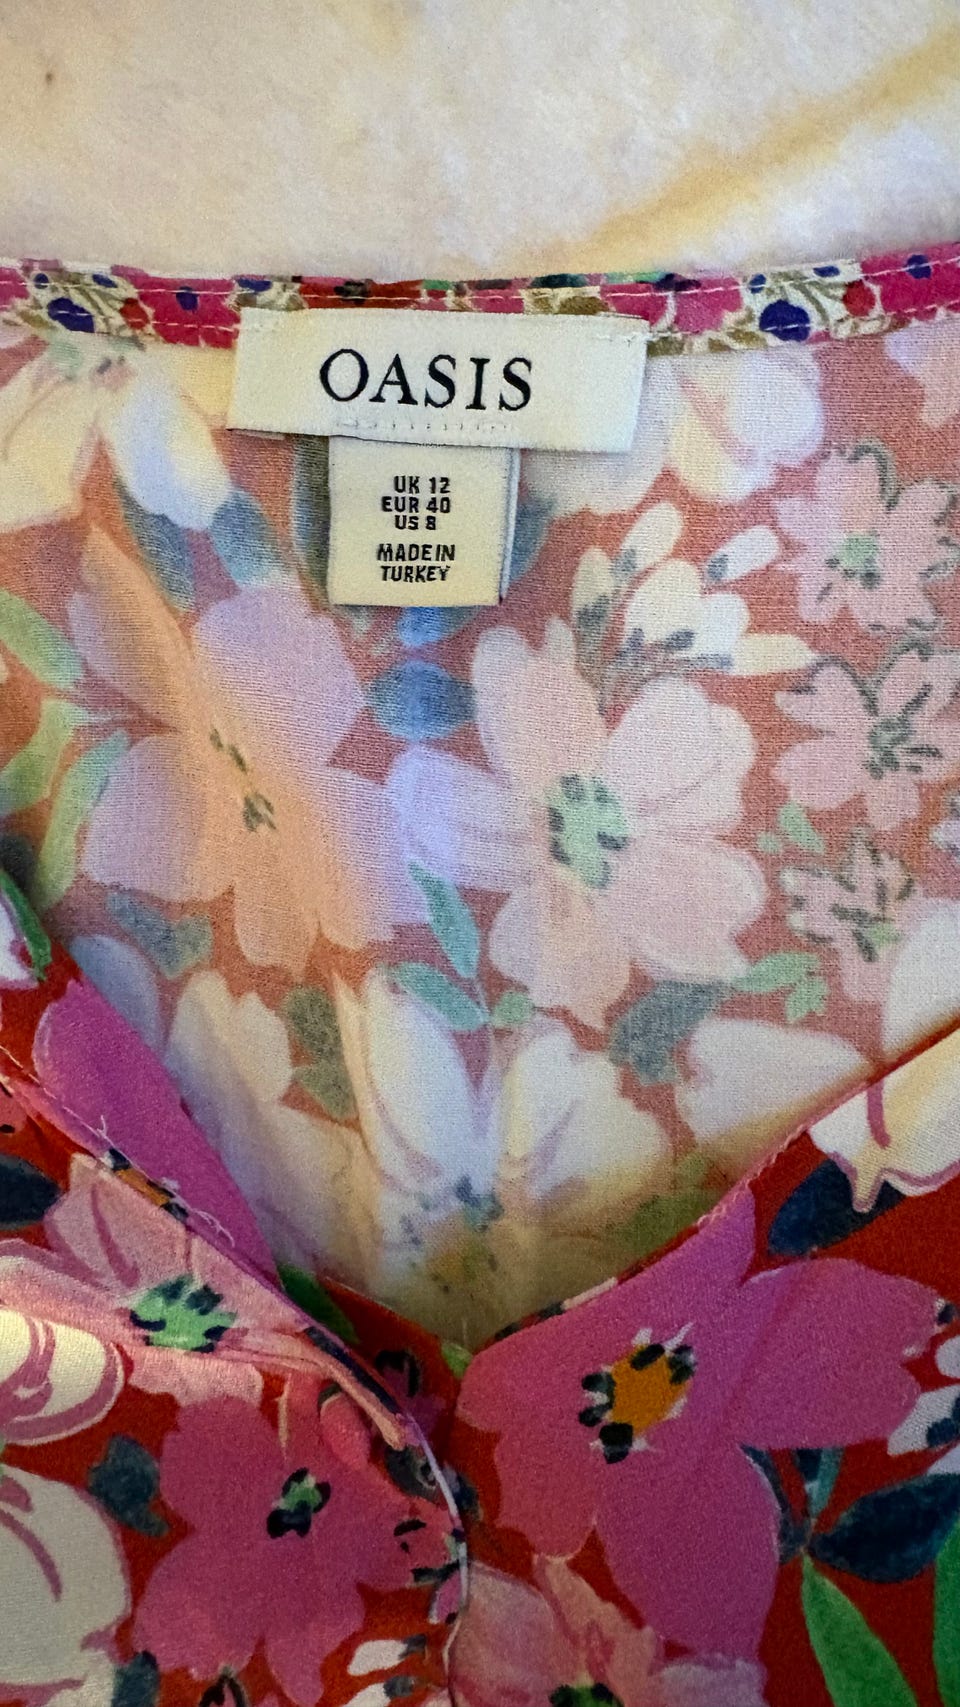 OASIS
UK 12
EUR 40
US 8
MADE IN
TURKEY